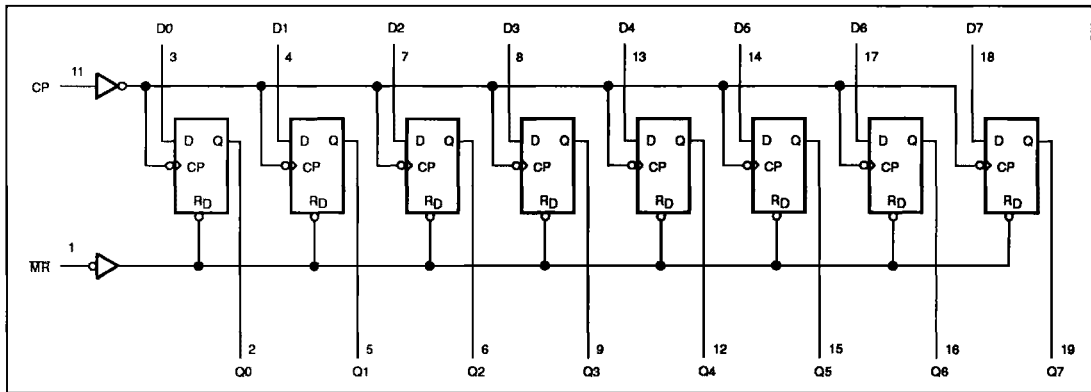 D0 D1 D2 D3 D4 D5 D6 D7
3 4 7 8 13 14 17 18
11
CP
D Q D Q D Q D Q D Q D Q D Q D Q
CP CP CP CP CP CP CP CP
RD RD RD RD RD RD RD RD
1
MR
2 5 6 9 12 15 16 19
Q0 Q1 Q2 Q3 Q4 Q5 Q6 Q7